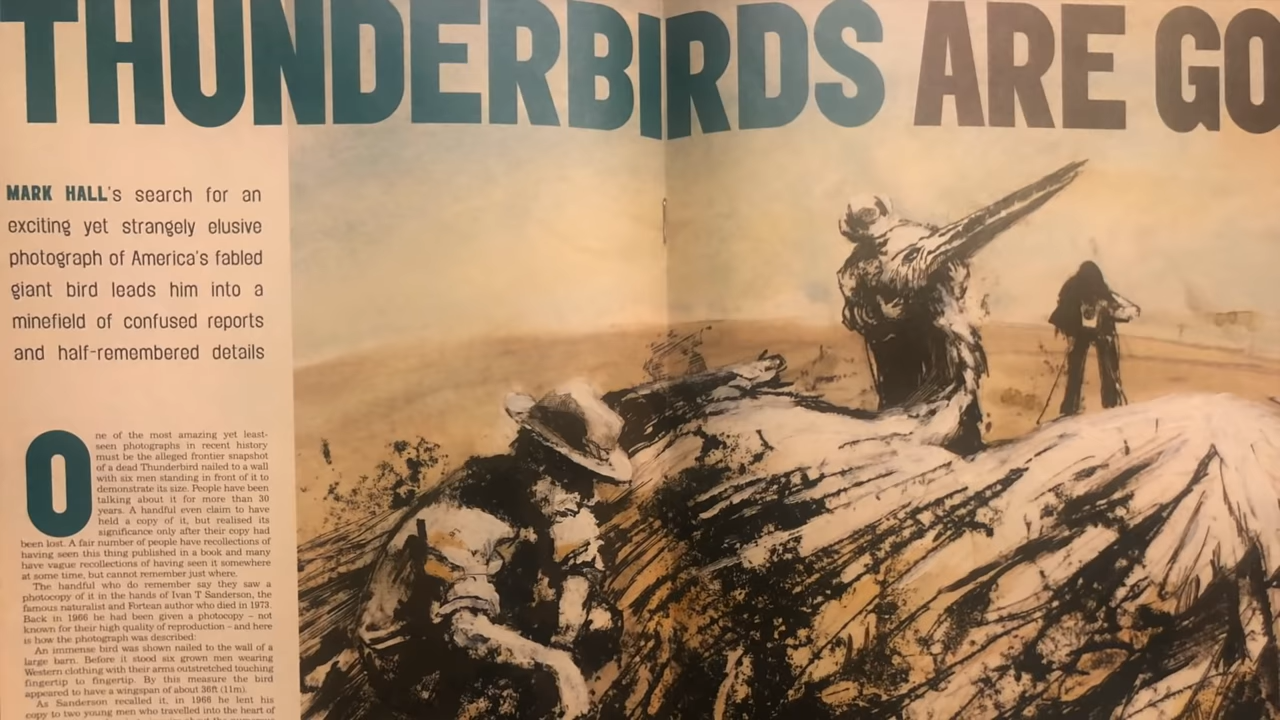 THUNDERBIRDS ARE GO
MARK HALL's search for an
exciting yet strangely elusive
photograph of America's fabled
giant bird leads him into a
minefield of confused reports
and half-remembered details
One of the most amazing yet least-
seen photographs in recent history
must be the alleged frontier snapshot
of a dead Thunderbird nailed to a wall
with six men standing in front of it to
demonstrate its size. People have been
talking about it for more than 30
years. A handful even claim to have
held a copy of it, but realised its
significance only after their copy had
been lost. A fair number of people have recollections of
having seen this thing published in a book and many
have vague recollections of having seen it somewhere
at some time, but cannot remember just where.
The handful who do remember say they saw a
photocopy of it in the hands of Ivan T Sanderson, the
famous naturalist and Fortean author who died in 1973.
Back in 1966 he had been given a photocopy – not
known for their high quality of reproduction – and here
is how the photograph was described:
An immense bird was shown nailed to the wall of a
large barn. Before it stood six grown men wearing
Western clothing with their arms outstretched touching
fingertip to fingertip. By this measure the bird
appeared to have a wingspan of about 36ft (11m).
As Sanderson recalled it, in 1966 he lent his
copy to two young men who travelled into the heart of